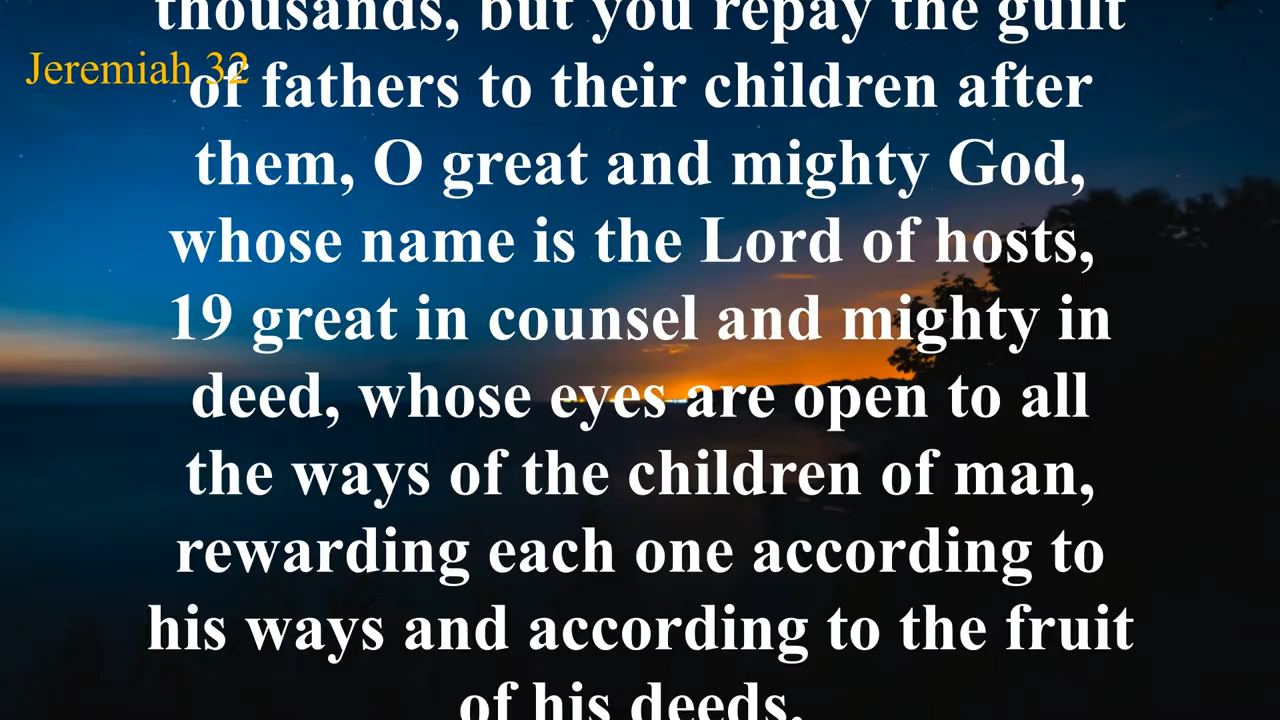 thousands, but you repay the guilt
Jeremiah 32
of fathers to their children after
them, O great and mighty God,
whose name is the Lord of hosts,
19 great in counsel and mighty in
deed, whose eyes are open to all
the ways of the children of man,
rewarding each one according to
his ways and according to the fruit
of his deeds.